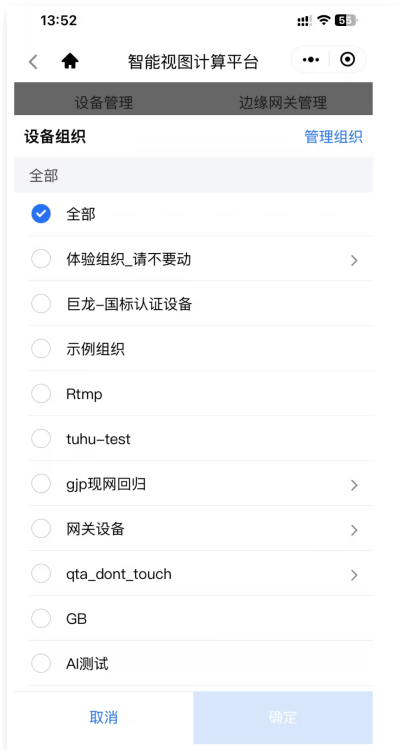 13:52
55
智能视图计算平台
设备管理 边缘网关管理
设备组织 管理组织
全部
全部
体验组织_请不要动
巨龙-国标认证设备
示例组织
Rtmp
tuhu-test
gjp现网回归
网关设备
qta_dont_touch
GB
AI测试
取消 确定